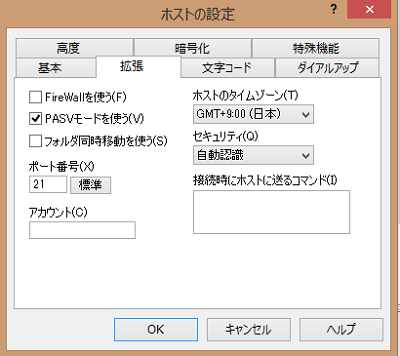 ホストの設定
? ×
高度 暗号化 特殊機能
基本 拡張 文字コード ダイアルアップ
FireWallを使う(F)
PASVモードを使う(V)
フォルダ同時移動を使う(S)
ポート番号(X)
21 標準
アカウント(C)
ホストのタイムゾーン(T)
GMT+9:00 (日本)
セキュリティ(Q)
自動認識
接続時にホストに送るコマンド(I)
OK キャンセル ヘルプ